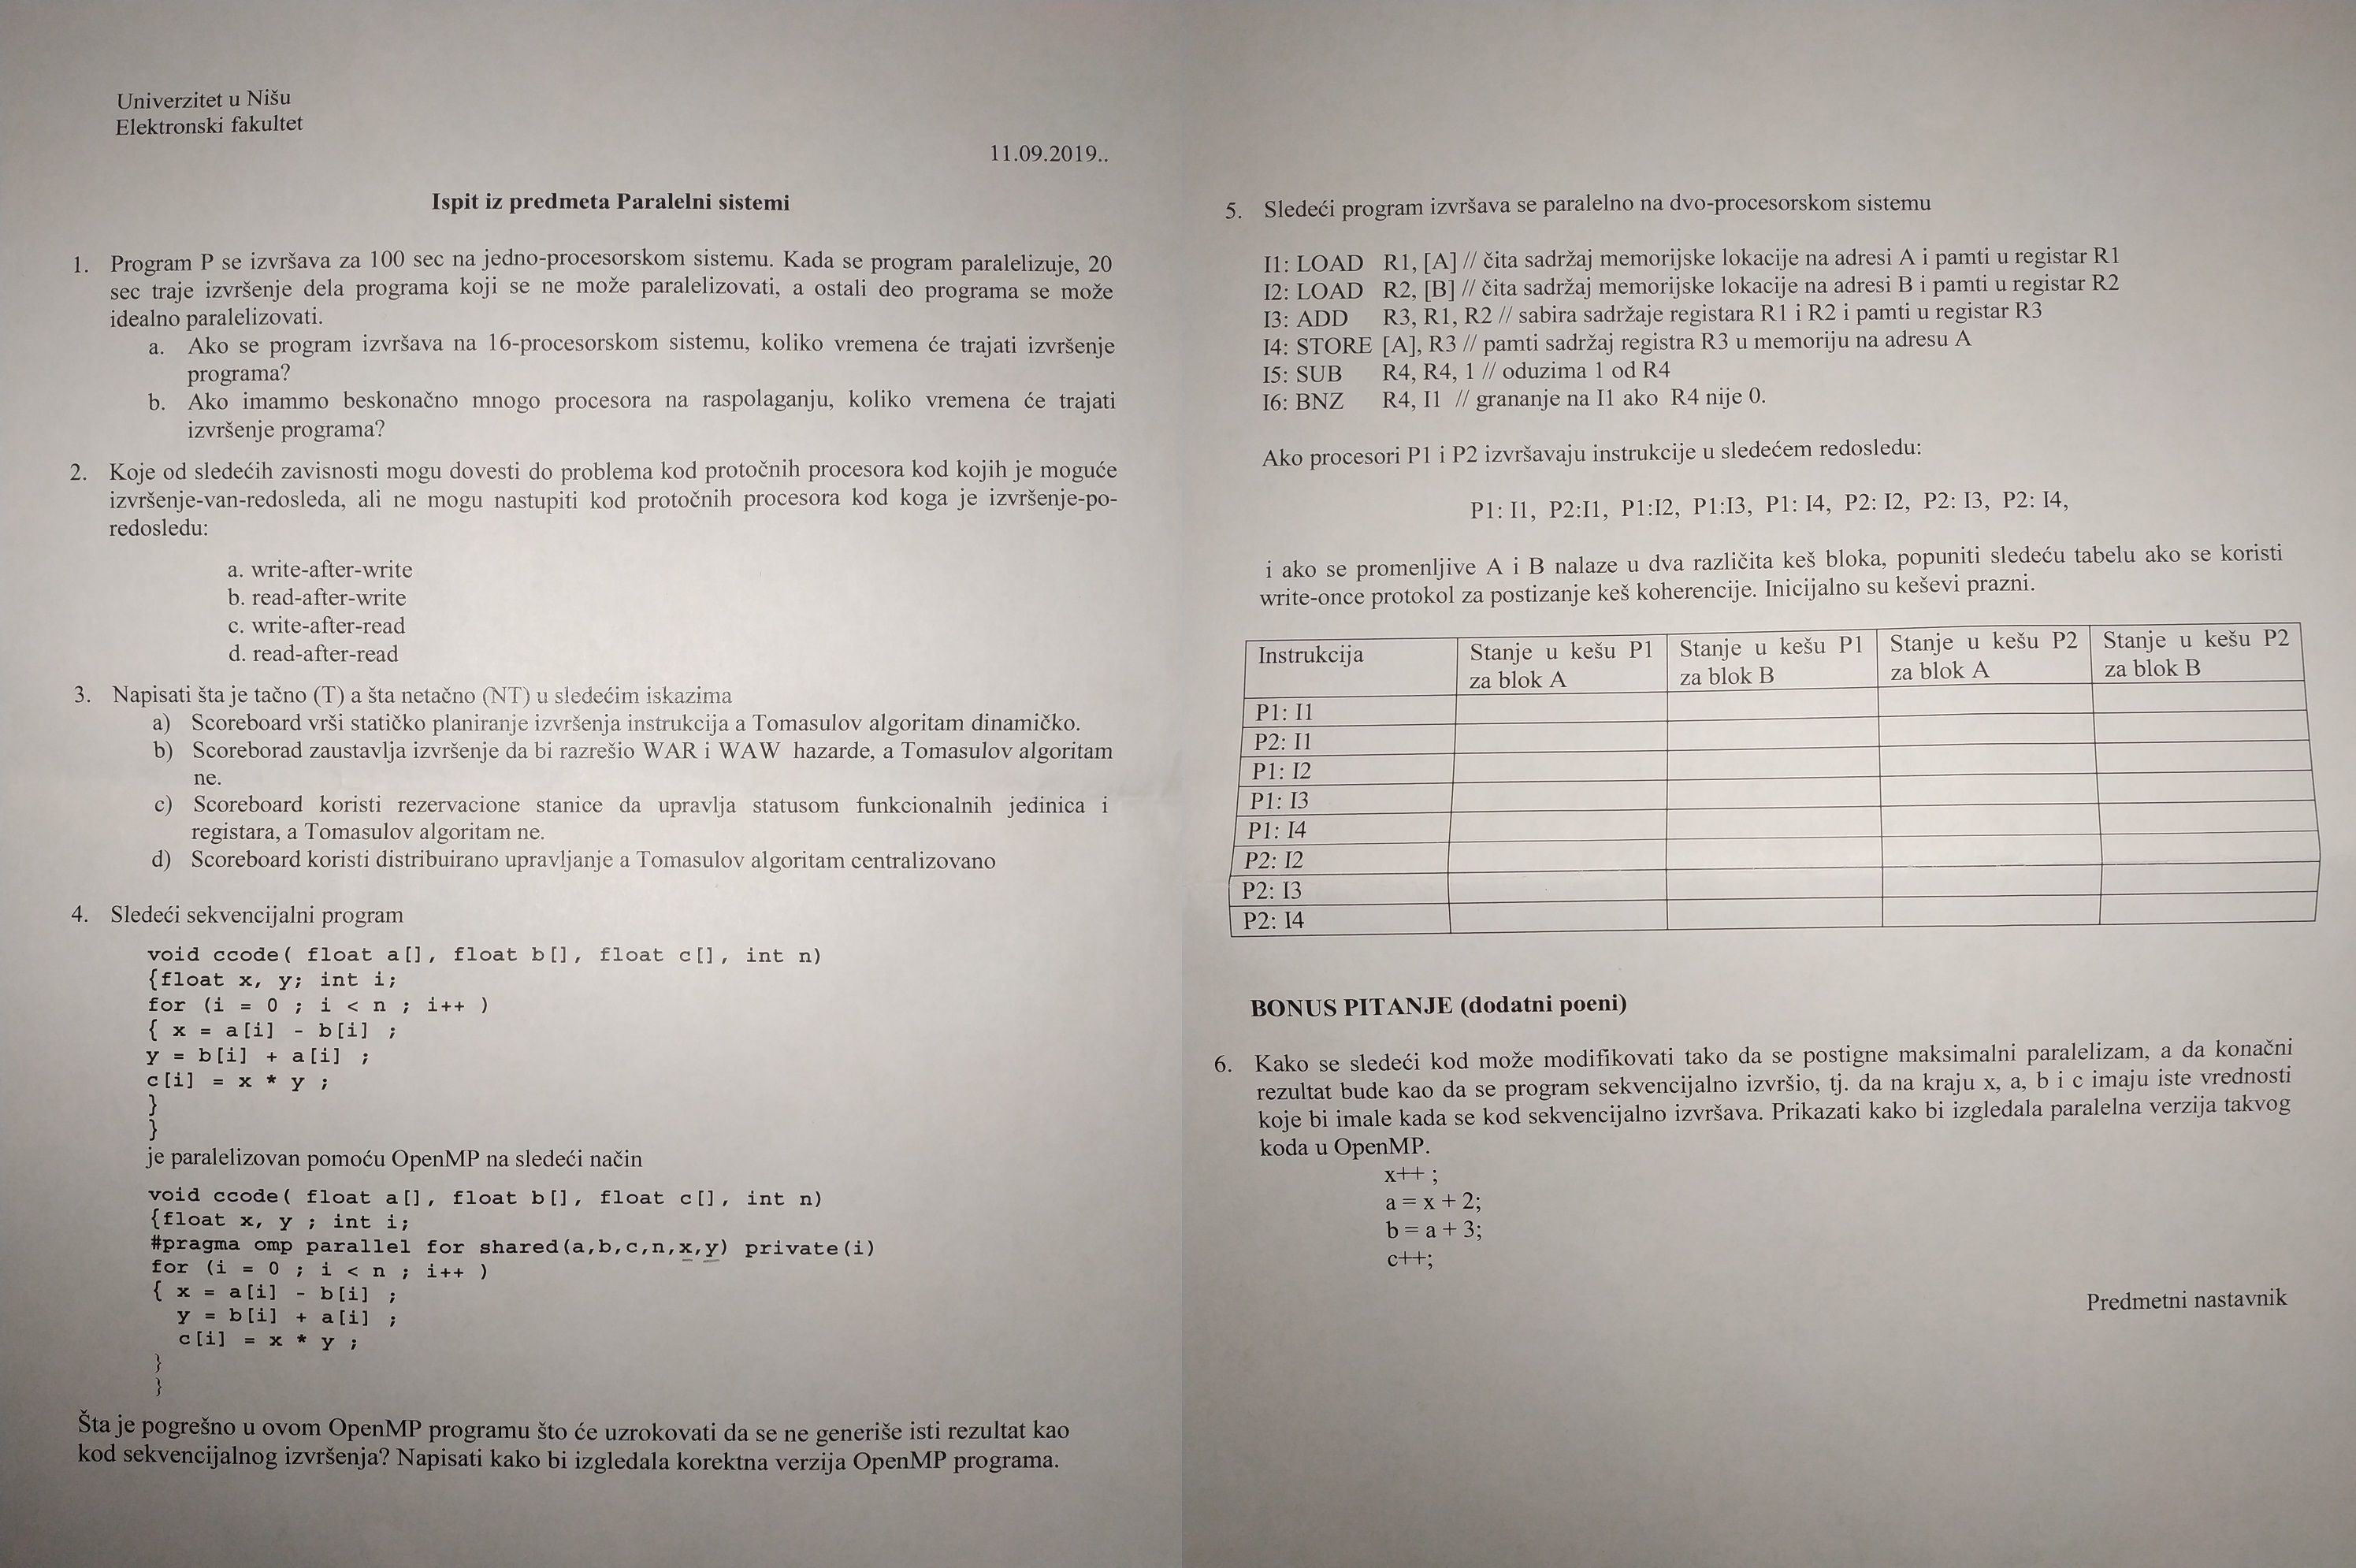 Univerzitet u Nišu
Elektronski fakultet
11.09.2019..
Ispit iz predmeta Paralelni sistemi
1. Program P se izvršava za 100 sec na jedno-procesorskom sistemu. Kada se program paralelizuje, 20
sec traje izvršenje dela programa koji se ne može paralelizovati, a ostali deo programa se može
idealno paralelizovati.
a. Ako se program izvršava na 16-procesorskom sistemu, koliko vremena će trajati izvršenje
programa?
b. Ako imammo beskonačno mnogo procesora na raspolaganju, koliko vremena će trajati
izvršenje programa?
2. Koje od sledećih zavisnosti mogu dovesti do problema kod protočnih procesora kod kojih je moguće
izvršenje-van-redosleda, ali ne mogu nastupiti kod protočnih procesora kod koga je izvršenje-po-
redosledu:
a. write-after-write
b. read-after-write
c. write-after-read
d. read-after-read
3. Napisati šta je tačno (T) a šta netačno (NT) u sledećim iskazima
a) Scoreboard vrši statičko planiranje izvršenja instrukcija a Tomasulov algoritam dinamičko.
b) Scoreborad zaustavlja izvršenje da bi razrešio WAR i WAW hazarde, a Tomasulov algoritam
ne.
c) Scoreboard koristi rezervacione stanice da upravlja statusom funkcionalnih jedinica i
registara, a Tomasulov algoritam ne.
d) Scoreboard koristi distribuirano upravljanje a Tomasulov algoritam centralizovano
4. Sledeći sekvencijalni program
void ccode( float a[], float b[], float c[], int n)
{float x, y; int i;
for (i = 0 ; i < n ; i++ )
{ x = a[i] - b[i] ;
y = b[i] + a[i] ;
c[i] = x * y ;
}
}
je paralelizovan pomoću OpenMP na sledeći način
void ccode( float a[], float b[], float c[], int n)
{float x, y ; int i;
#pragma omp parallel for shared(a,b,c,n,x,y) private(i)
for (i = 0 ; i < n ; i++ )
{ x = a[i] - b[i] ;
y = b[i] + a[i] ;
c[i] = x * y ;
}
}
Šta je pogrešno u ovom OpenMP programu što će uzrokovati da se ne generiše isti rezultat kao
kod sekvencijalnog izvršenja? Napisati kako bi izgledala korektna verzija OpenMP programa.
5. Sledeći program izvršava se paralelno na dvo-procesorskom sistemu
I1: LOAD R1, [A] // čita sadržaj memorijske lokacije na adresi A i pamti u registar R1
I2: LOAD R2, [B] // čita sadržaj memorijske lokacije na adresi B i pamti u registar R2
I3: ADD R3, R1, R2 // sabira sadržaje registara R1 i R2 i pamti u registar R3
I4: STORE [A], R3 // pamti sadržaj registra R3 u memoriju na adresu A
I5: SUB R4, R4, 1 // oduzima 1 od R4
I6: BNZ R4, I1 // grananje na I1 ako R4 nije 0.
Ako procesori P1 i P2 izvršavaju instrukcije u sledećem redosledu:
P1: I1, P2:I1, P1:I2, P1:I3, P1: I4, P2: I2, P2: I3, P2: I4,
i ako se promenljive A i B nalaze u dva različita keš bloka, popuniti sledeću tabelu ako se koristi
write-once protokol za postizanje keš koherencije. Inicijalno su keševi prazni.
Instrukcija
Stanje u kešu P1
za blok A
Stanje u kešu P1
za blok B
Stanje u kešu P2
za blok A
Stanje u kešu P2
za blok B
P1: I1
P2: I1
P1: I2
P1: I3
P1: I4
P2: I2
P2: I3
P2: I4
BONUS PITANJE (dodatni poeni)
6. Kako se sledeći kod može modifikovati tako da se postigne maksimalni paralelizam, a da konačni
rezultat bude kao da se program sekvencijalno izvršio, tj. da na kraju x, a, b i c imaju iste vrednosti
koje bi imale kada se kod sekvencijalno izvršava. Prikazati kako bi izgledala paralelna verzija takvog
koda u OpenMP.
x++ ;
a = x + 2;
b = a + 3;
c++;
Predmetni nastavnik